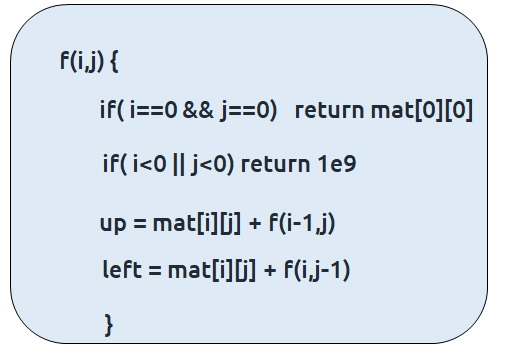 f(i,j) {
if( i==0 && j==0)   return mat[0][0]
if( i<0 || j<0) return 1e9
up = mat[i][j] + f(i-1,j)
left = mat[i][j] + f(i,j-1)
}